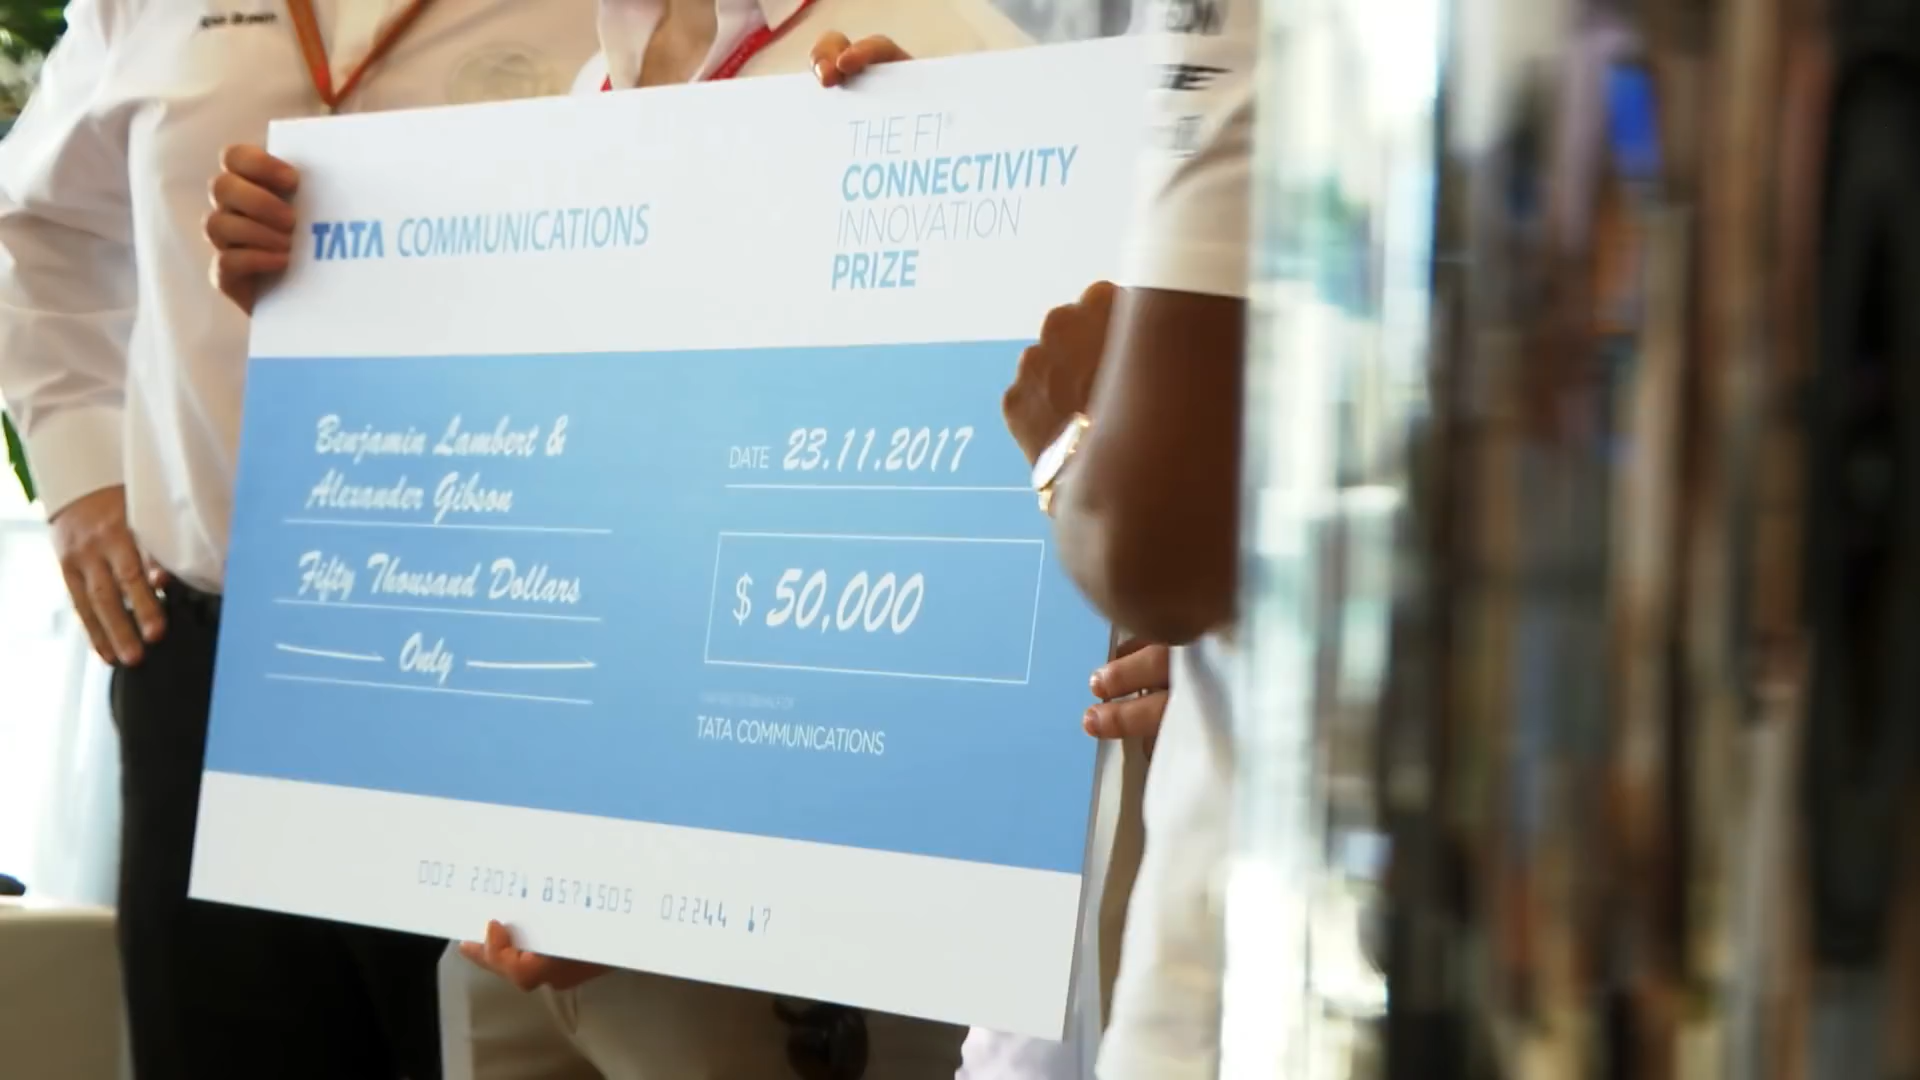 TATA COMMUNICATIONS
THE F1®
CONNECTIVITY
INNOVATION
PRIZE
Benjamin Lambert &
Alexander Gibson
Fifty Thousand Dollars
Only
DATE 23.11.2017
$ 50,000
TATA COMMUNICATIONS
002 22021 8571505 02244 17